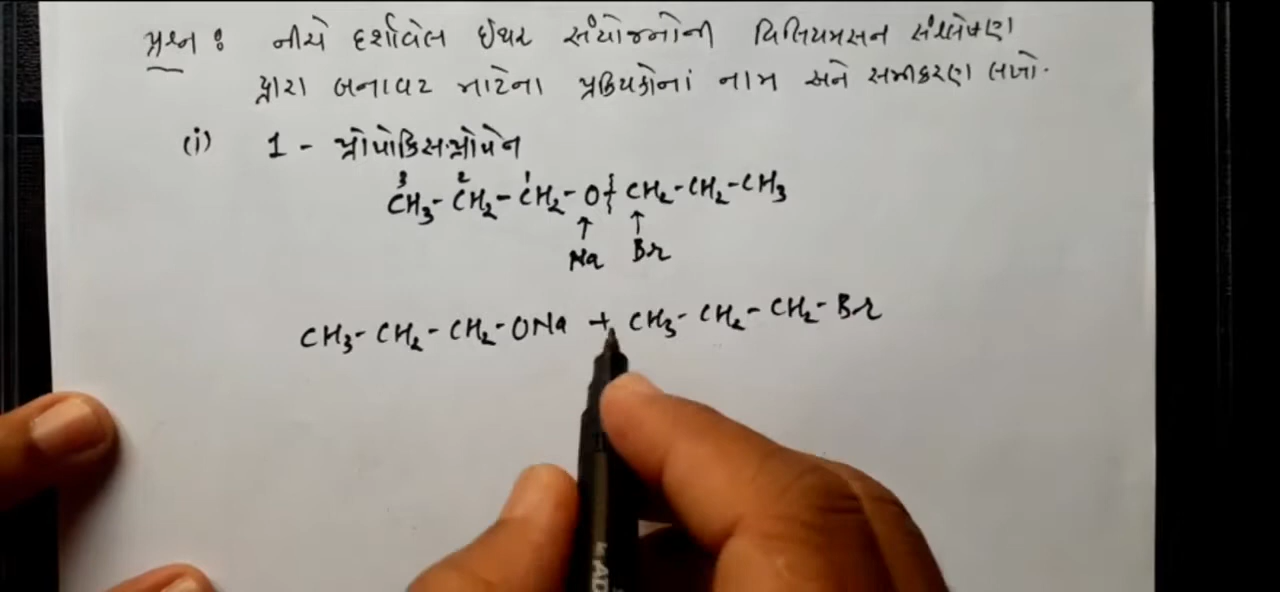 પ્રશ્ન : નીચે દર્શાવેલ ઈથર સંયોજનોની વિલિયમસન સંશ્લેષણ
દ્વારા બનાવટ માટેના પ્રક્રિયકોનાં નામ અને સમીકરણ લખો.
(i) 1 - પ્રોપોક્સિપ્રોપેન
3 2 1
CH₃-CH₂-CH₂-O{CH₂-CH₂-CH₃
↑ ↑
Na Br
CH₃-CH₂-CH₂-ONa + CH₃-CH₂-CH₂-Br